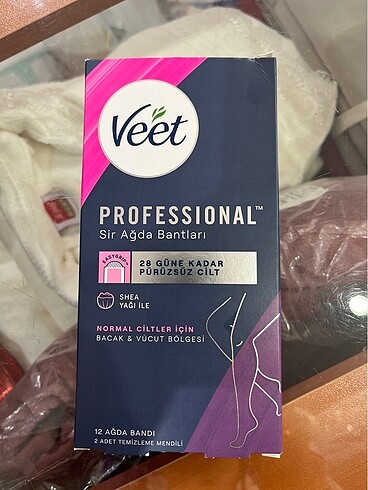 Veet
PROFESSIONAL™
Sir Ağda Bantları
EASYGRIP
28 GÜNE KADAR
PÜRÜZSÜZ CİLT
SHEA
YAĞI İLE
NORMAL CİLTLER İÇİN
BACAK & VÜCUT BÖLGESİ
12 AĞDA BANDI
2 ADET TEMİZLEME MENDİLİ